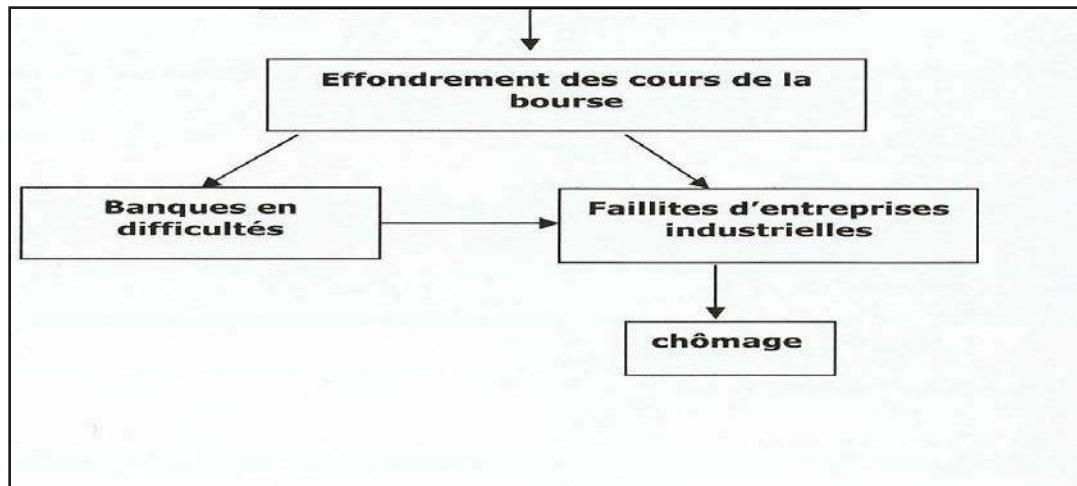 Effondrement des cours de la
bourse
Banques en
difficultés
Faillites d'entreprises
industrielles
chômage